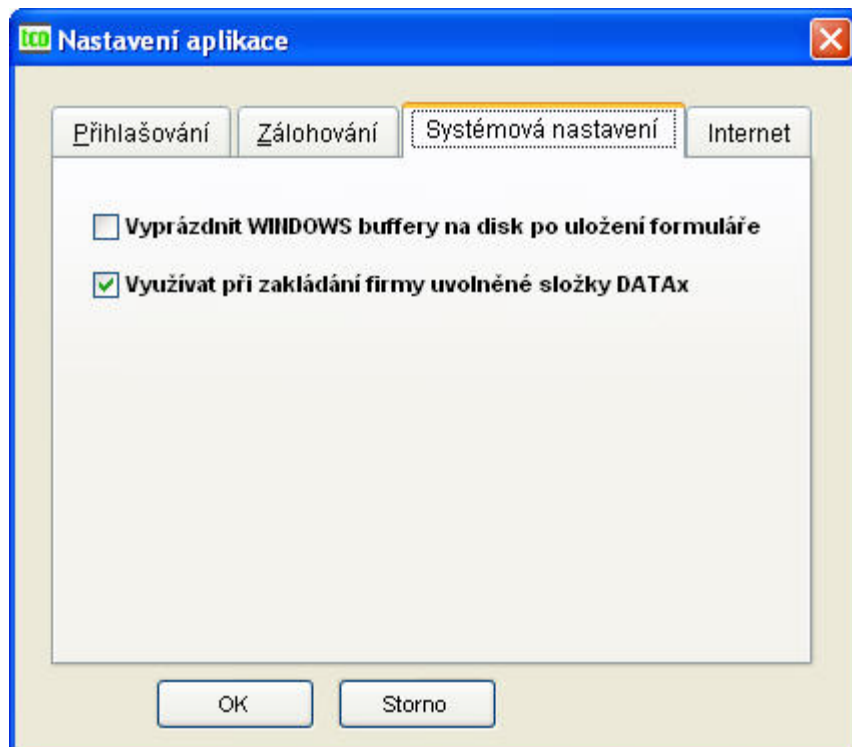 tco Nastavení aplikace
Přihlašování Zálohování Systémová nastavení Internet
Vyprázdnit WINDOWS buffery na disk po uložení formuláře
Využívat při zakládání firmy uvolněné složky DATAx
OK Storno